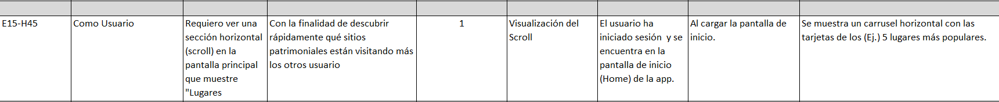 E15-H45
Como Usuario
Requiero ver una
sección horizontal
(scroll) en la
pantalla principal
que muestre
"Lugares
Con la finalidad de descubrir
rápidamente qué sitios
patrimoniales están visitando más
los otros usuario
1
Visualización del
Scroll
El usuario ha
iniciado sesión  y se
encuentra en la
pantalla de inicio
(Home) de la app.
Al cargar la pantalla de
inicio.
Se muestra un carrusel horizontal con las
tarjetas de los (Ej.) 5 lugares más populares.